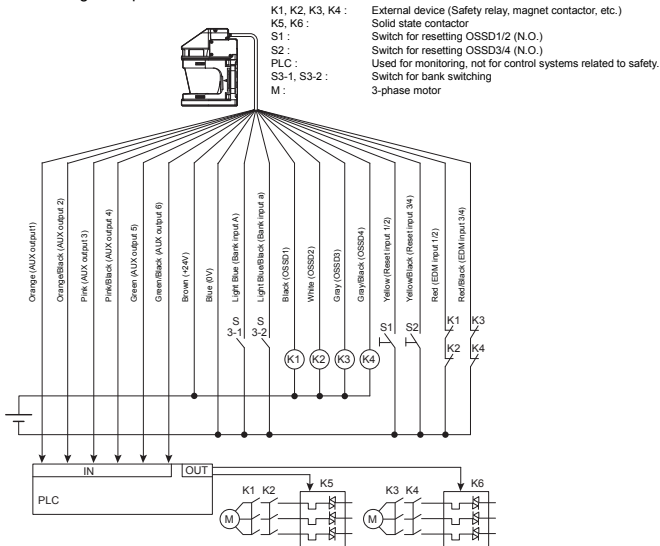 K1, K2, K3, K4 : External device (Safety relay, magnet contactor, etc.)
K5, K6 : Solid state contactor
S1 : Switch for resetting OSSD1/2 (N.O.)
S2 : Switch for resetting OSSD3/4 (N.O.)
PLC : Used for monitoring, not for control systems related to safety.
S3-1, S3-2 : Switch for bank switching
M : 3-phase motor
Orange (AUX output1)
Orange/Black (AUX output 2)
Pink (AUX output 3)
Pink/Black (AUX output 4)
Green (AUX output 5)
Green/Black (AUX output 6)
Brown (+24V)
Blue (0V)
Light Blue (Bank input A)
Light Blue/Black (Bank input a)
Black (OSSD1)
White (OSSD2)
Gray (OSSD3)
Gray/Black (OSSD4)
Yellow (Reset input 1/2)
Yellow/Black (Reset input 3/4)
Red (EDM input 1/2)
Red/Black (EDM input 3/4)
S
3-1
S
3-2
S1
S2
K1
K3
K2
K4
K1
K2
K3
K4
IN
OUT
PLC
K1 K2
K5
K3 K4
K6
M
M